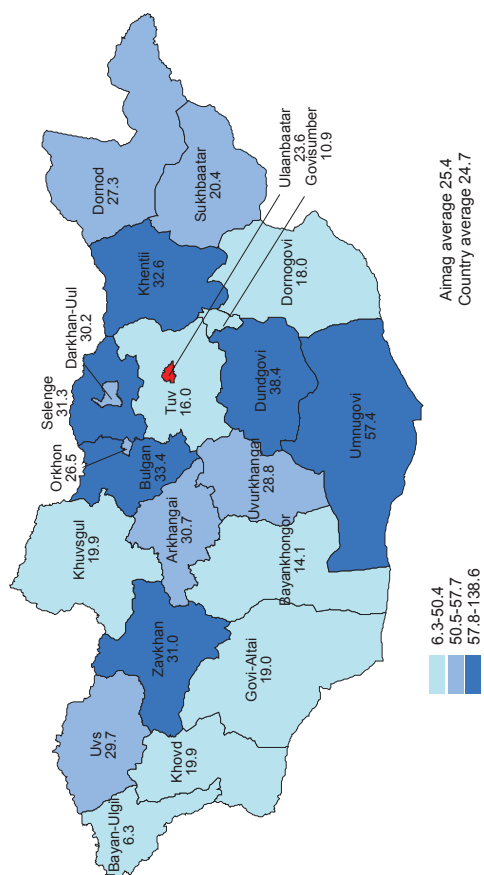 Bayan-Ulgii
6.3
Uvs
29.7
Khovd
19.9
Zavkhan
31.0
Govi-Altai
19.0
Khuvsgul
19.9
Arkhangai
30.7
Bayankhongor
14.1
Orkhon
26.5
Bulgan
33.4
Uvurkhangai
28.8
Selenge
31.3
Darkhan-Uul
30.2
Tuv
16.0
Dundgovi
38.4
Umnugovi
57.4
Khentii
32.6
Dornogovi
18.0
Dornod
27.3
Sukhbaatar
20.4
Ulaanbaatar
23.6
Govisumber
10.9
6.3-50.4
50.5-57.7
57.8-138.6
Aimag average 25.4
Country average 24.7